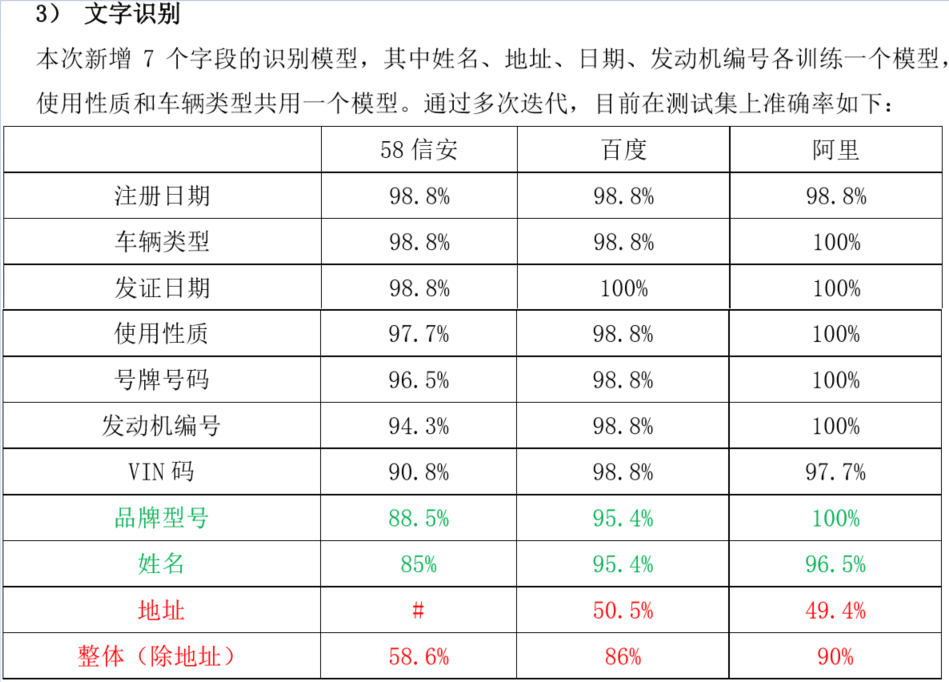 3） 文字识别
本次新增 7 个字段的识别模型，其中姓名、地址、日期、发动机编号各训练一个模型，
使用性质和车辆类型共用一个模型。通过多次迭代，目前在测试集上准确率如下：
58 信安 百度 阿里
注册日期 98.8% 98.8% 98.8%
车辆类型 98.8% 98.8% 100%
发证日期 98.8% 100% 100%
使用性质 97.7% 98.8% 100%
号牌号码 96.5% 98.8% 100%
发动机编号 94.3% 98.8% 100%
VIN 码 90.8% 98.8% 97.7%
品牌型号 88.5% 95.4% 100%
姓名 85% 95.4% 96.5%
地址 # 50.5% 49.4%
整体（除地址） 58.6% 86% 90%